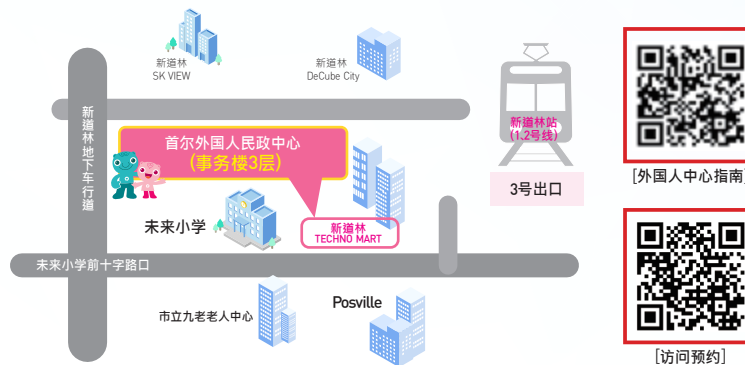 新道林
SK VIEW
新道林
DeCube City
新道林地下车行道
首尔外国人民政中心
(事务楼3层)
新道林站
(1.2号线)
3号出口
[外国人中心指南]
未来小学
新道林
TECHNO MART
未来小学前十字路口
市立九老老人中心
Posville
[访问预约]